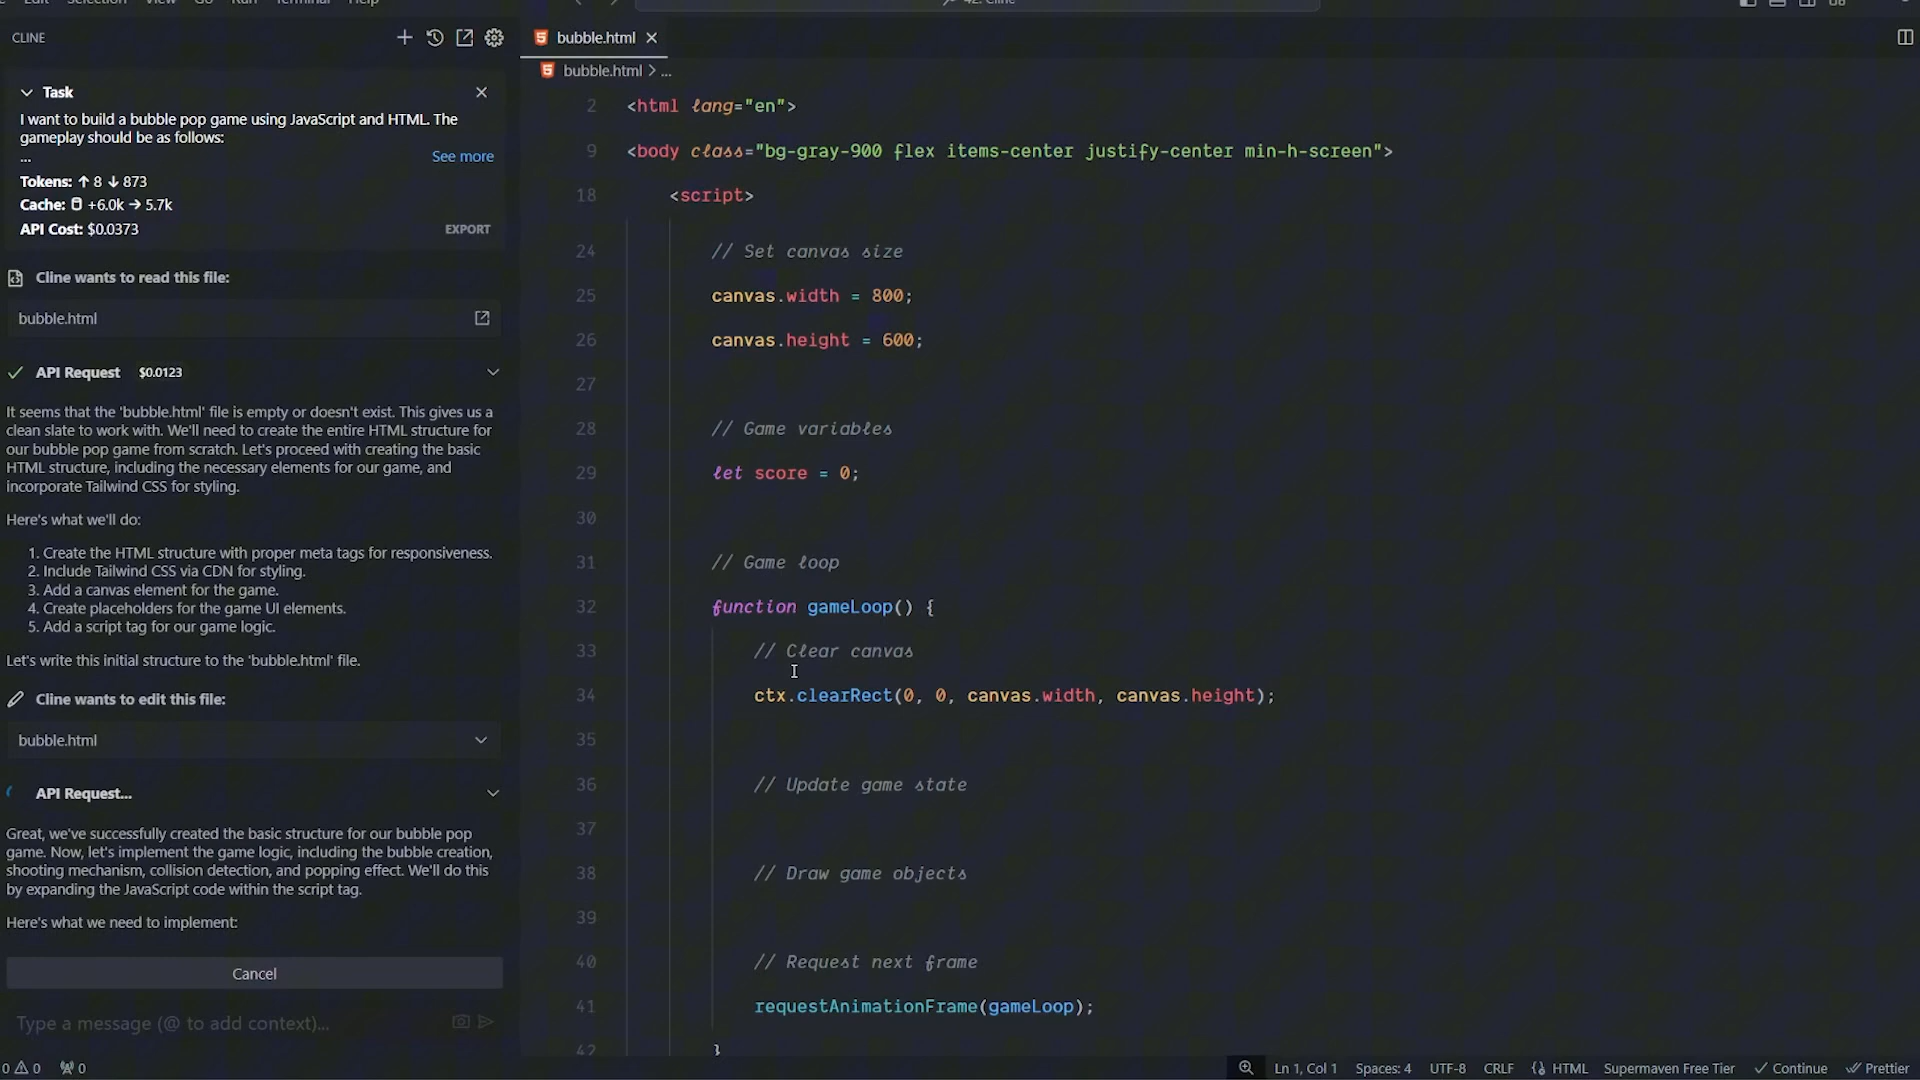 Edit Selection View Go Run Terminal Help
42. Cline
CLINE
bubble.html
bubble.html > ...
Task
I want to build a bubble pop game using JavaScript and HTML. The
gameplay should be as follows:
...
See more
Tokens: ↑ 8 ↓ 873
Cache: +6.0k → 5.7k
API Cost: $0.0373
EXPORT
Cline wants to read this file:
bubble.html
API Request $0.0123
It seems that the 'bubble.html' file is empty or doesn't exist. This gives us a
clean slate to work with. We'll need to create the entire HTML structure for
our bubble pop game from scratch. Let's proceed with creating the basic
HTML structure, including the necessary elements for our game, and
incorporate Tailwind CSS for styling.
Here's what we'll do:
1. Create the HTML structure with proper meta tags for responsiveness.
2. Include Tailwind CSS via CDN for styling.
3. Add a canvas element for the game.
4. Create placeholders for the game UI elements.
5. Add a script tag for our game logic.
Let's write this initial structure to the 'bubble.html' file.
Cline wants to edit this file:
bubble.html
API Request...
Great, we've successfully created the basic structure for our bubble pop
game. Now, let's implement the game logic, including the bubble creation,
shooting mechanism, collision detection, and popping effect. We'll do this
by expanding the JavaScript code within the script tag.
Here's what we need to implement:
Cancel
Type a message (@ to add context)...
2 <html lang="en">
9 <body class="bg-gray-900 flex items-center justify-center min-h-screen">
18 <script>
24 // Set canvas size
25 canvas.width = 800;
26 canvas.height = 600;
27
28 // Game variables
29 let score = 0;
30
31 // Game loop
32 function gameLoop() {
33 // Clear canvas
34 ctx.clearRect(0, 0, canvas.width, canvas.height);
35
36 // Update game state
37
38 // Draw game objects
39
40 // Request next frame
41 requestAnimationFrame(gameLoop);
42 }
0 0 0 Ln 1, Col 1 Spaces: 4 UTF-8 CRLF HTML Supermaven Free Tier Continue Prettier